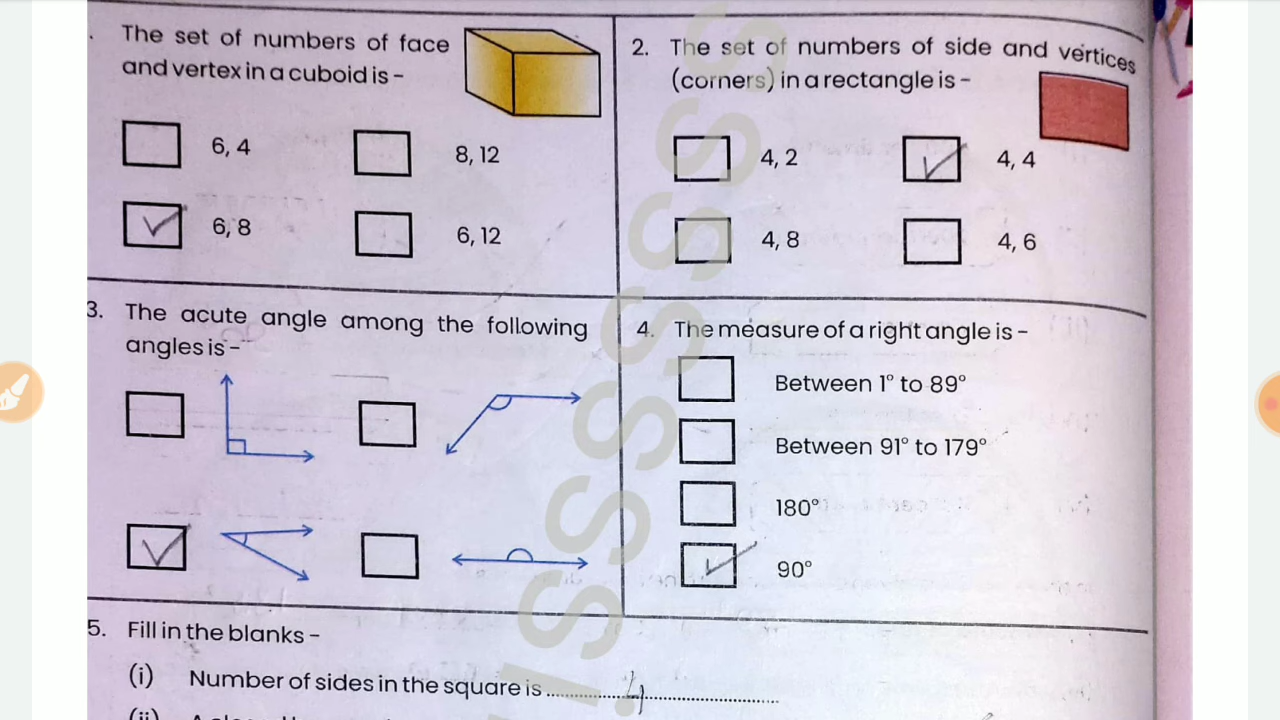 . The set of numbers of face
and vertex in a cuboid is -
6, 4
8, 12
6, 8
6, 12
2. The set of numbers of side and vertices
(corners) in a rectangle is -
4, 2
4, 4
4, 8
4, 6
3. The acute angle among the following
angles is -
4. The measure of a right angle is -
Between 1° to 89°
Between 91° to 179°
180°
90°
5. Fill in the blanks -
(i) Number of sides in the square is ........ 4 ........
(ii)